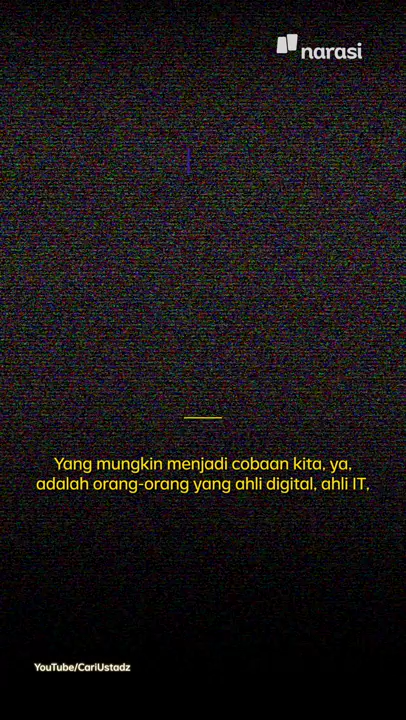 narasi
Yang mungkin menjadi cobaan kita, ya,
adalah orang-orang yang ahli digital, ahli IT,
YouTube/CariUstadz